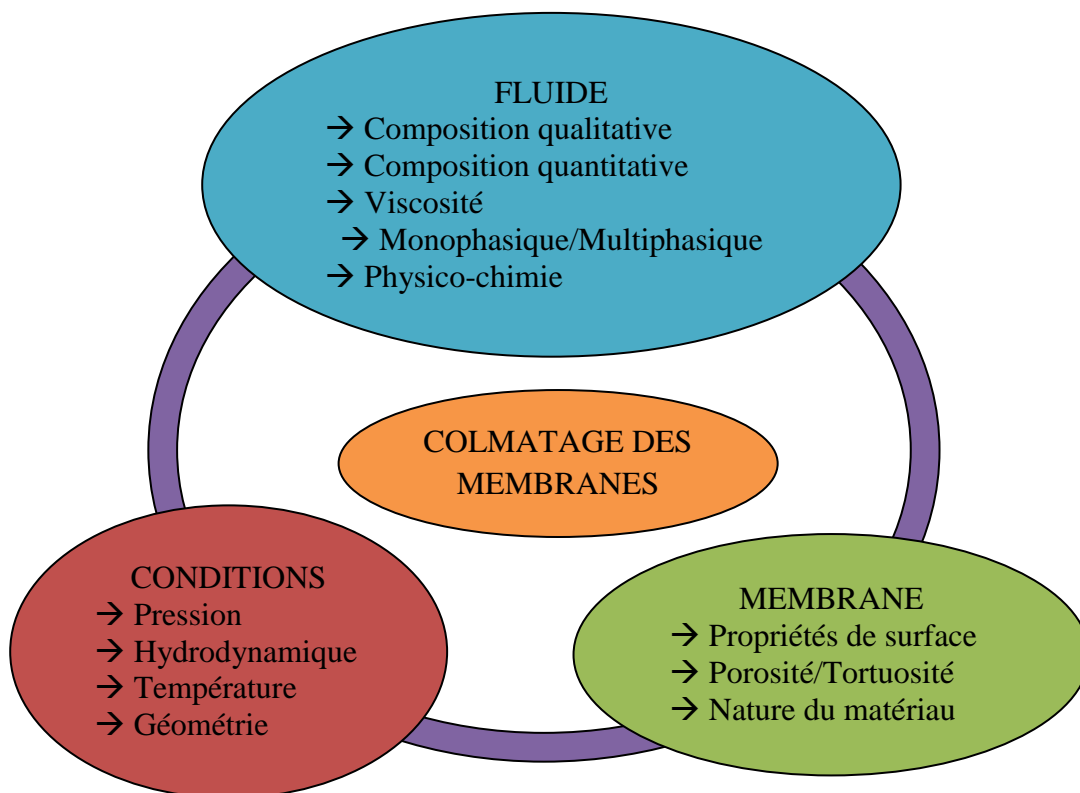 FLUIDE
→ Composition qualitative
→ Composition quantitative
→ Viscosité
→ Monophasique/Multiphasique
→ Physico-chimie
COLMATAGE DES
MEMBRANES
CONDITIONS
→ Pression
→ Hydrodynamique
→ Température
→ Géométrie
MEMBRANE
→ Propriétés de surface
→ Porosité/Tortuosité
→ Nature du matériau